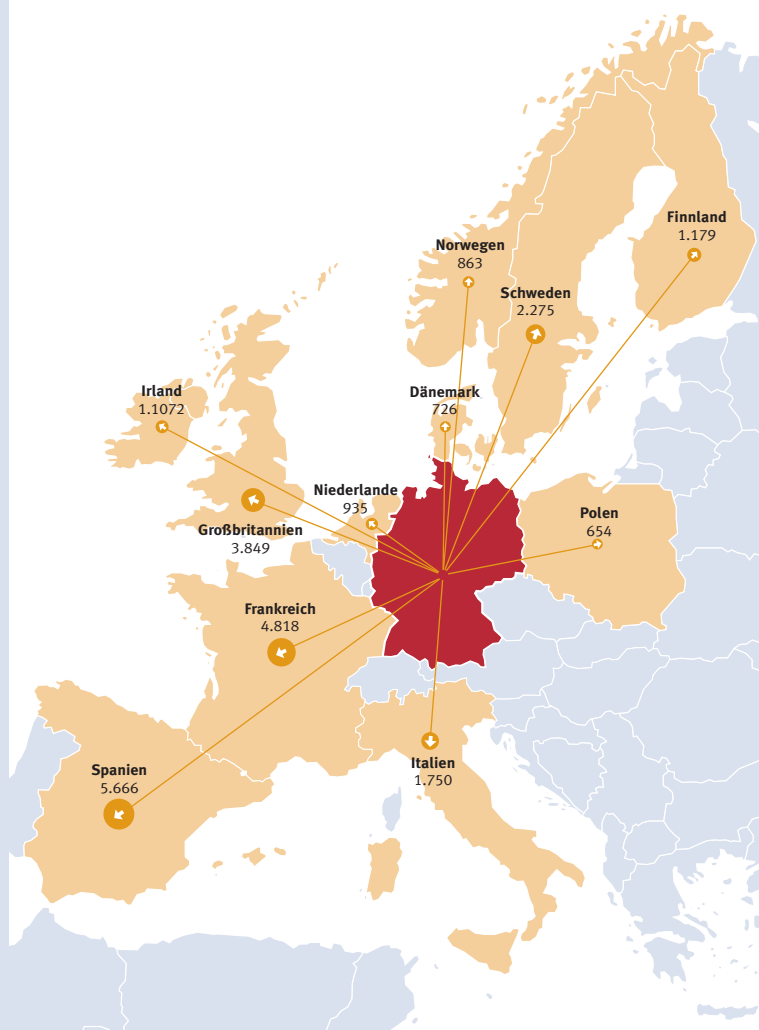 Finnland
1.179
Norwegen
863
Schweden
2.275
Irland
1.1072
Dänemark
726
Niederlande
935
Großbritannien
3.849
Polen
654
Frankreich
4.818
Spanien
5.666
Italien
1.750